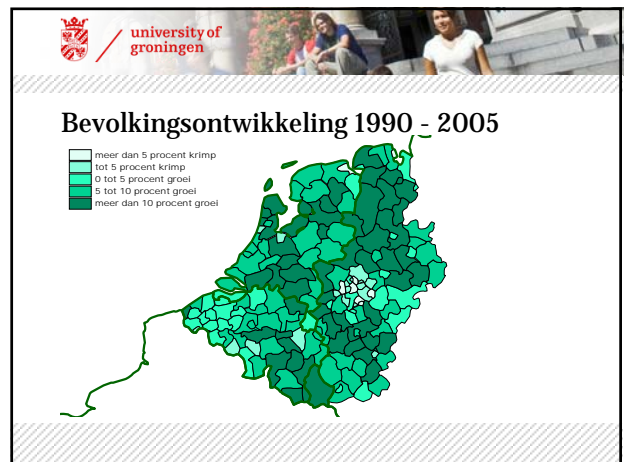 university of
groningen
Bevolkingsontwikkeling 1990 - 2005
meer dan 5 procent krimp
tot 5 procent krimp
0 tot 5 procent groei
5 tot 10 procent groei
meer dan 10 procent groei